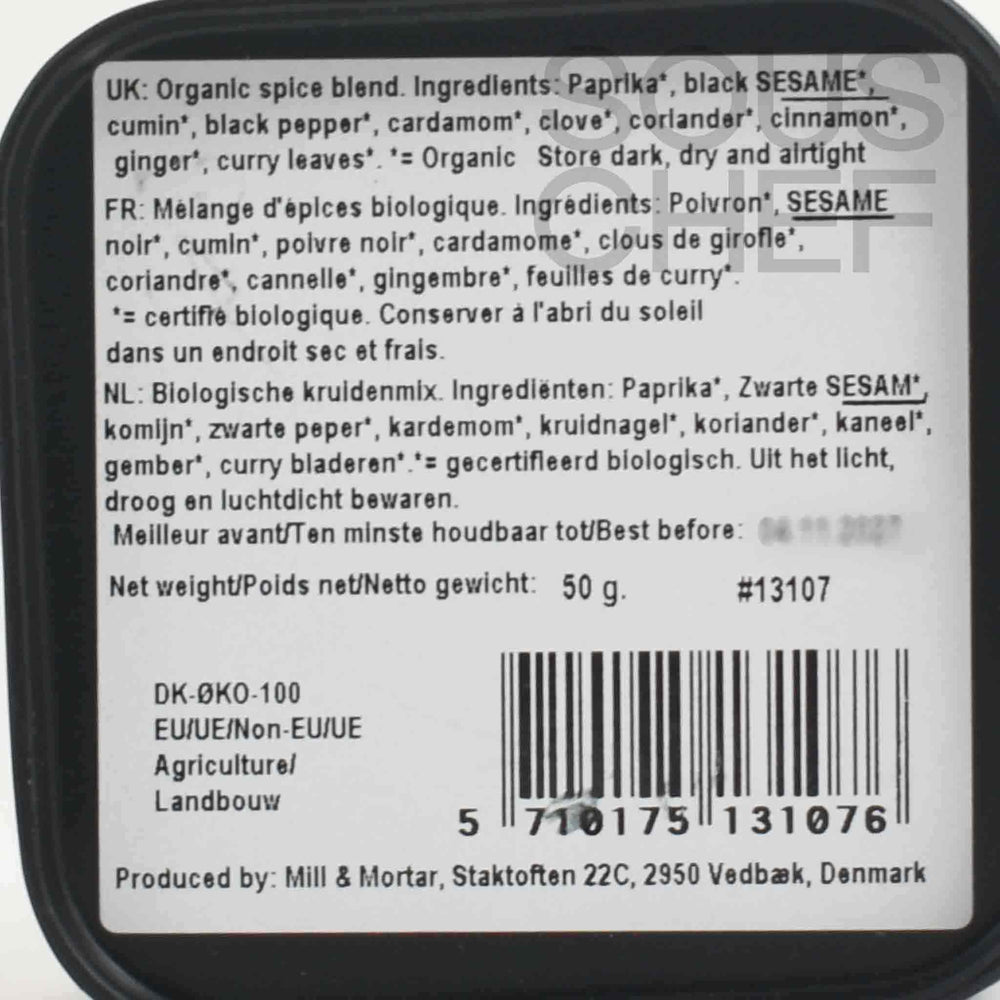 SOUS
CHEF
UK: Organic spice blend. Ingredients: Paprika*, black SESAME*,
cumin*, black pepper*, cardamom*, clove*, coriander*, cinnamon*,
ginger*, curry leaves*. *= Organic Store dark, dry and airtight
FR: Mélange d'épices biologique. Ingrédients: Poivron*, SESAME
noir*, cumin*, poivre noir*, cardamome*, clous de girofle*,
coriandre*, cannelle*, gingembre*, feuilles de curry*.
*= certifié biologique. Conserver à l'abri du soleil
dans un endroit sec et frais.
NL: Biologische kruidenmix. Ingrediënten: Paprika*, Zwarte SESAM*,
komijn*, zwarte peper*, kardemom*, kruidnagel*, koriander*, kaneel*,
gember*, curry bladeren*.*= gecertifieerd biologisch. Uit het licht,
droog en luchtdicht bewaren.
Meilleur avant/Ten minste houdbaar tot/Best before:
Net weight/Poids net/Netto gewicht: 50 g. #13107
DK-ØKO-100
EU/UE/Non-EU/UE
Agriculture/
Landbouw
5 710175 131076
Produced by: Mill & Mortar, Staktoften 22C, 2950 Vedbæk, Denmark